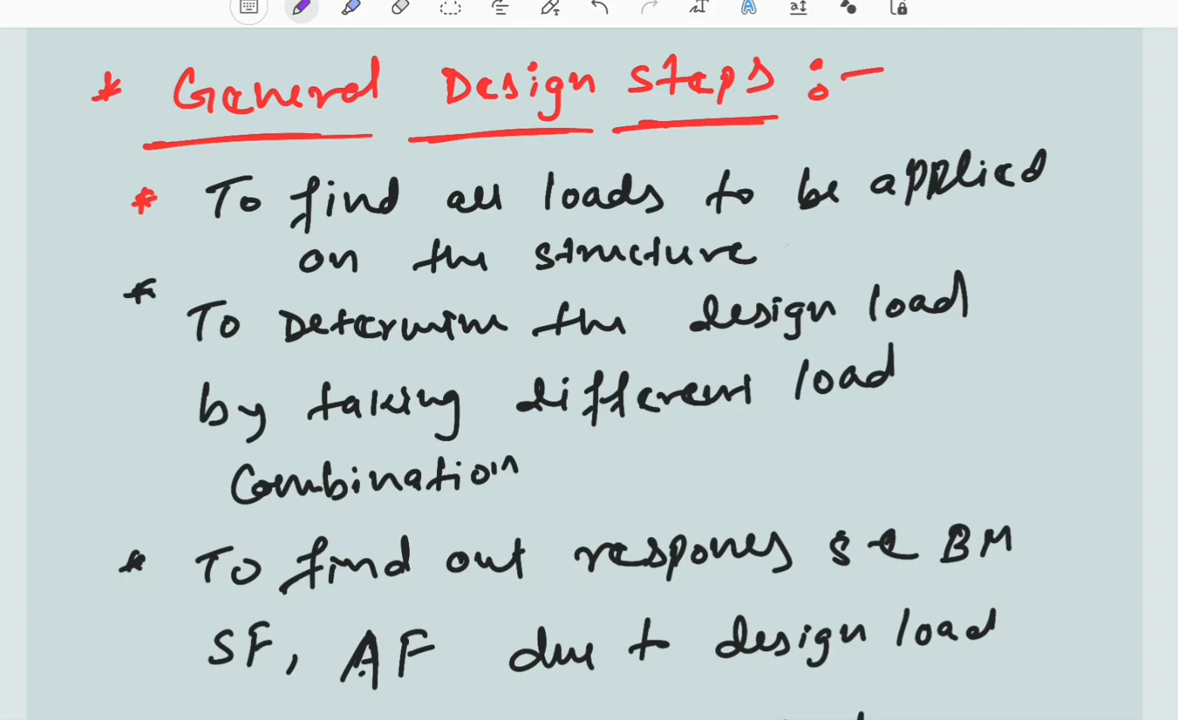 * General Design steps :-
* To find all loads to be applied
on the structure
* To Determine the design load
by taking different load
Combination
* To find out respones BM
SF, AF due to design load